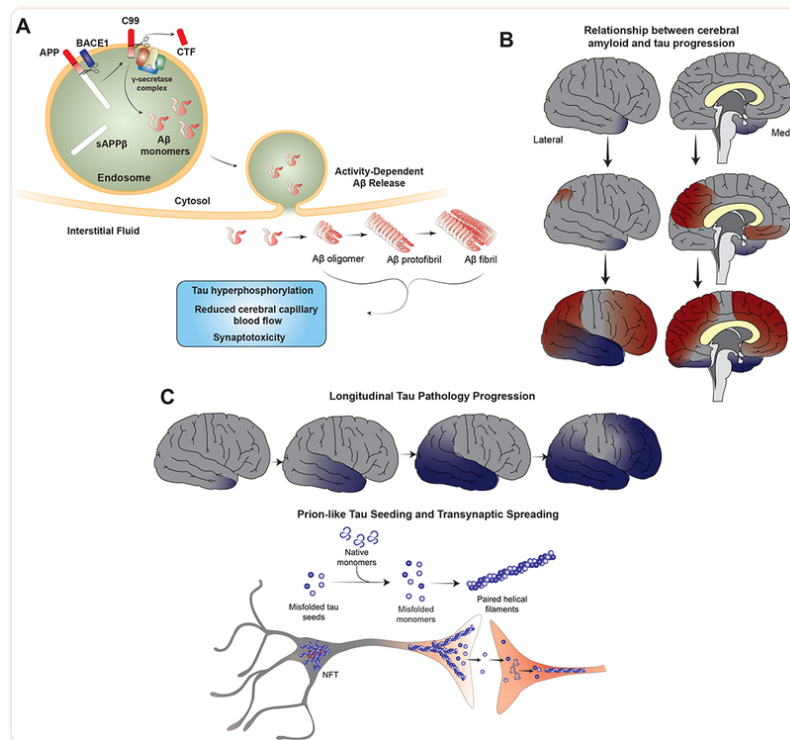 A
C99
BACE1
APP
CTF
γ-secretase
complex
sAPPβ
Aβ
monomers
Endosome
Cytosol
Activity-Dependent
Aβ Release
Interstitial Fluid
Aβ oligomer
Aβ protofibril
Aβ fibril
Tau hyperphosphorylation
Reduced cerebral capillary
blood flow
Synaptotoxicity
B
Relationship between cerebral
amyloid and tau progression
Lateral
Med
C
Longitudinal Tau Pathology Progression
Prion-like Tau Seeding and Transynaptic Spreading
Native
monomers
Misfolded tau
seeds
Misfolded
monomers
Paired helical
filaments
NFT